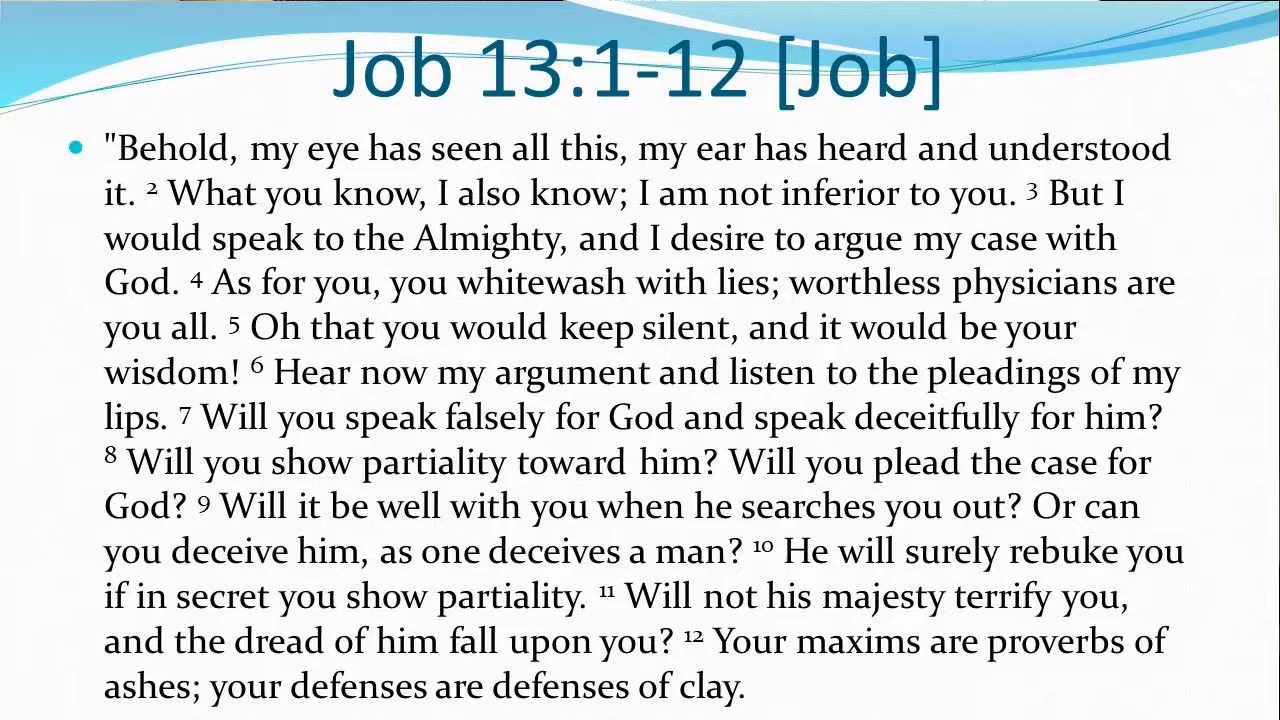 Job 13:1-12 [Job]
• "Behold, my eye has seen all this, my ear has heard and understood
it. ² What you know, I also know; I am not inferior to you. ³ But I
would speak to the Almighty, and I desire to argue my case with
God. ⁴ As for you, you whitewash with lies; worthless physicians are
you all. ⁵ Oh that you would keep silent, and it would be your
wisdom! ⁶ Hear now my argument and listen to the pleadings of my
lips. ⁷ Will you speak falsely for God and speak deceitfully for him?
⁸ Will you show partiality toward him? Will you plead the case for
God? ⁹ Will it be well with you when he searches you out? Or can
you deceive him, as one deceives a man? ¹⁰ He will surely rebuke you
if in secret you show partiality. ¹¹ Will not his majesty terrify you,
and the dread of him fall upon you? ¹² Your maxims are proverbs of
ashes; your defenses are defenses of clay.